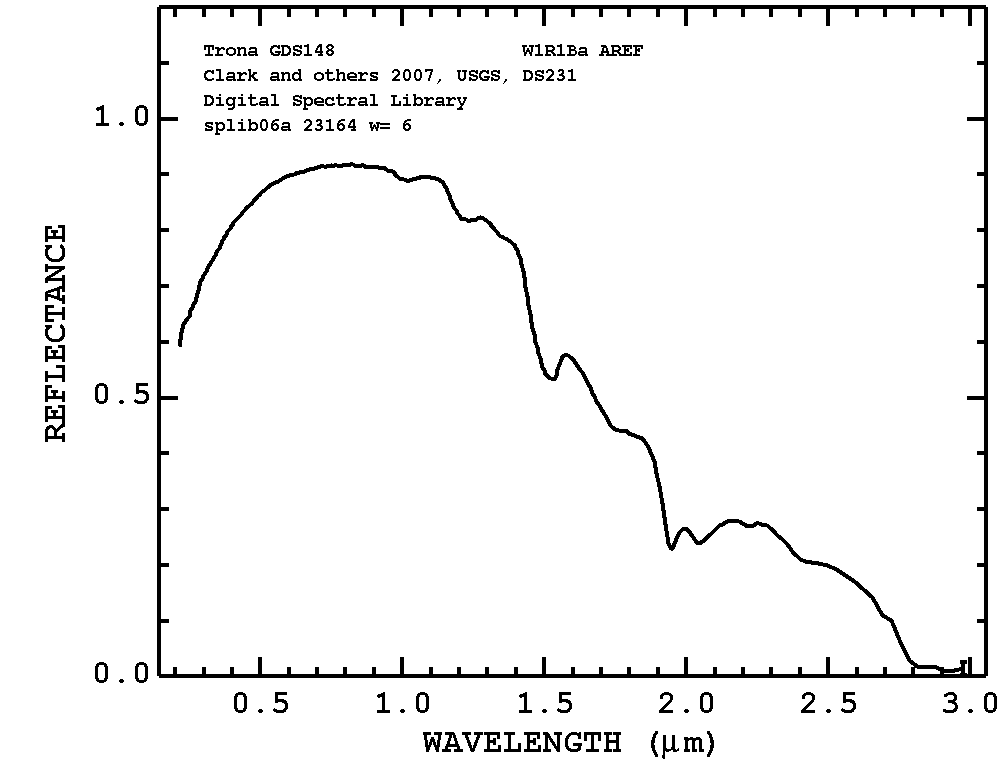 Trona GDS148 W1R1Ba AREF
Clark and others 2007, USGS, DS231
Digital Spectral Library
splib06a 23164 w= 6
1.0
0.5
0.0
REFLECTANCE
0.5 1.0 1.5 2.0 2.5 3.0
WAVELENGTH (μm)